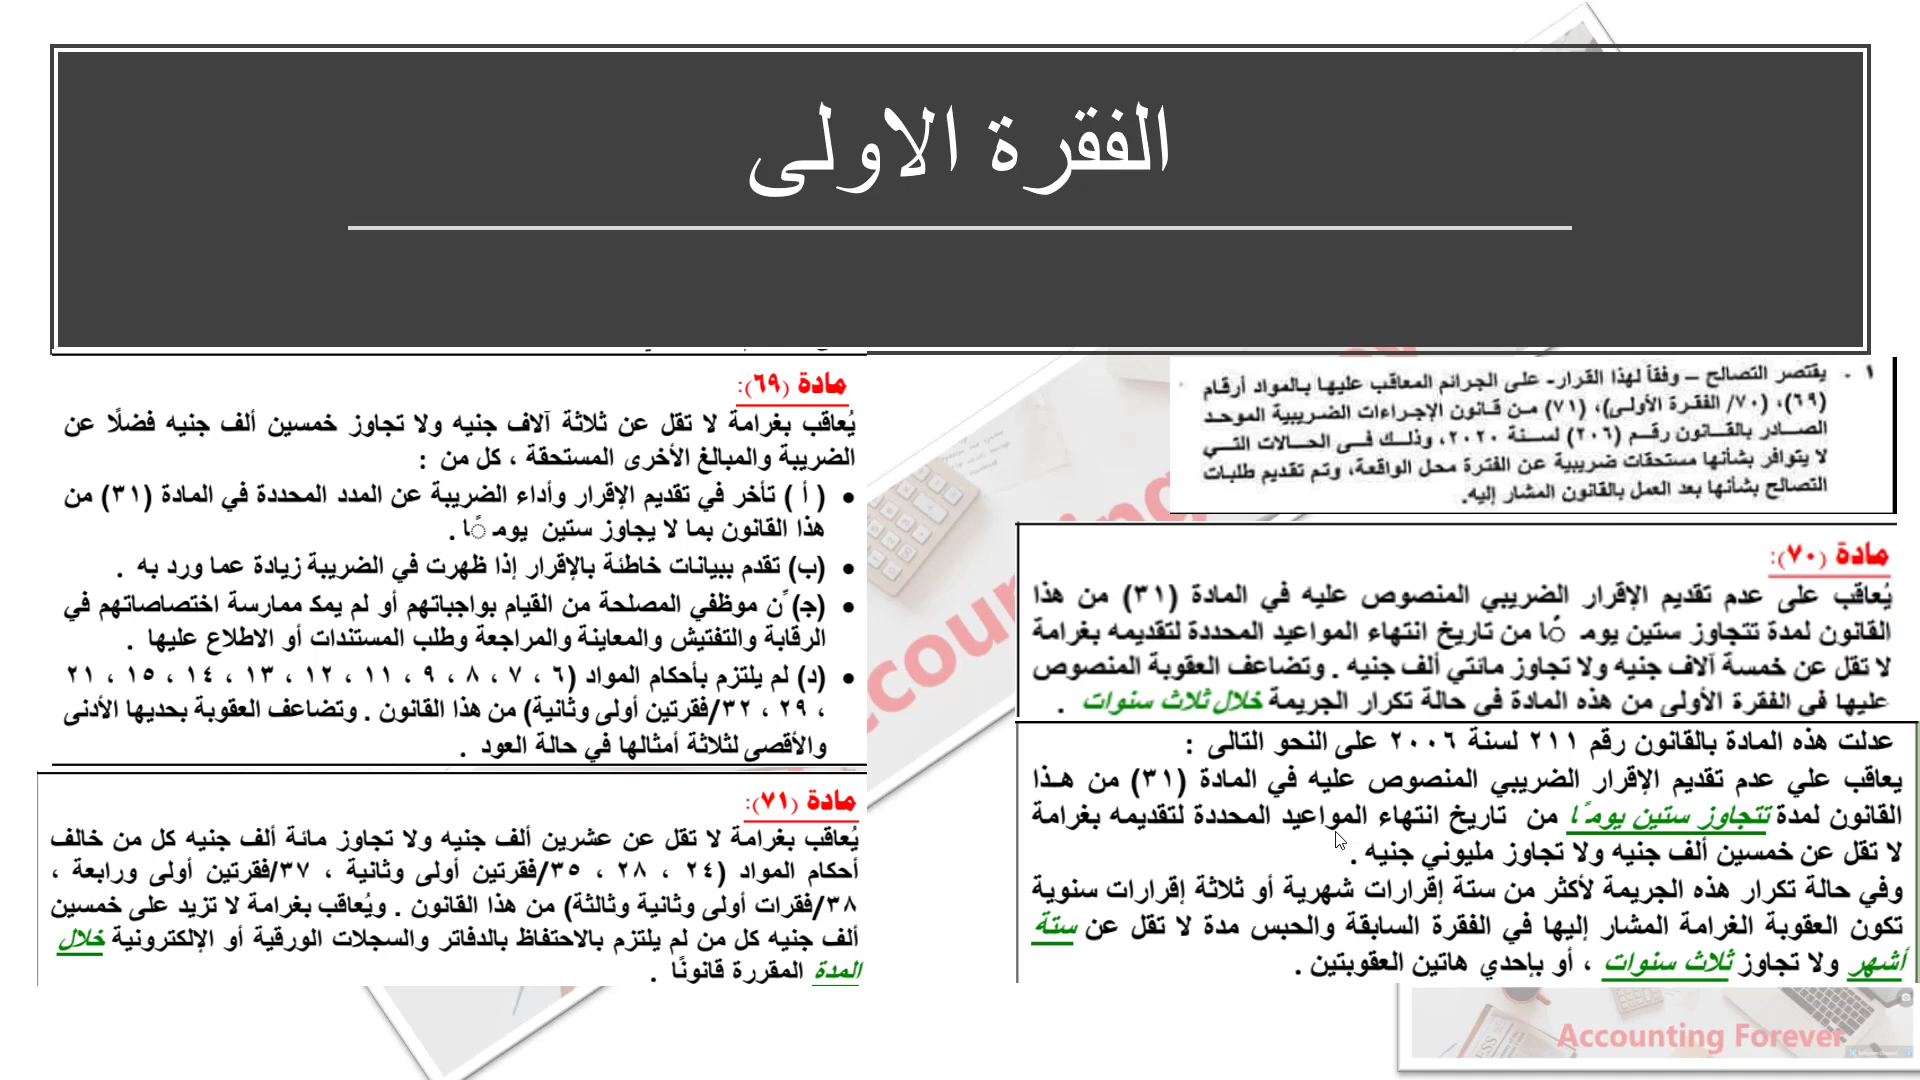 الفقرة الاولى
١ . يقتصر التصالح – وفقاً لهذا القرار- على الجرائم المعاقب عليها بالمواد أرقام
(٦٩)، (٧٠/ الفقرة الأولى)، (٧١) من قانون الإجراءات الضريبية الموحد
الصادر بالقانون رقم (٢٠٦) لسنة ٢٠٢٠، وذلك في الحالات التي
لا يتوافر بشأنها مستحقات ضريبية عن الفترة محل الواقعة، وتم تقديم طلبات
التصالح بشأنها بعد العمل بالقانون المشار إليه.
مادة (٧٠):
يُعاقب على عدم تقديم الإقرار الضريبي المنصوص عليه في المادة (٣١) من هذا
القانون لمدة تتجاوز ستين يومـ ًا من تاريخ انتهاء المواعيد المحددة لتقديمه بغرامة
لا تقل عن خمسة آلاف جنيه ولا تجاوز مائتي ألف جنيه . وتضاعف العقوبة المنصوص
عليها في الفقرة الأولى من هذه المادة في حالة تكرار الجريمة خلال ثلاث سنوات .
عدلت هذه المادة بالقانون رقم ٢١١ لسنة ٢٠٠٦ على النحو التالى :
يعاقب علي عدم تقديم الإقرار الضريبي المنصوص عليه في المادة (٣١) من هـذا
القانون لمدة تتجاوز ستين يومـًا من تاريخ انتهاء المواعيد المحددة لتقديمه بغرامة
لا تقل عن خمسين ألف جنيه ولا تجاوز مليوني جنيه .
وفي حالة تكرار هذه الجريمة لأكثر من ستة إقرارات شهرية أو ثلاثة إقرارات سنوية
تكون العقوبة الغرامة المشار إليها في الفقرة السابقة والحبس مدة لا تقل عن ستة
أشهر ولا تجاوز ثلاث سنوات ، أو بإحدي هاتين العقوبتين .
مادة (٦٩):
يُعاقب بغرامة لا تقل عن ثلاثة آلاف جنيه ولا تجاوز خمسين ألف جنيه فضلًا عن
الضريبة والمبالغ الأخرى المستحقة ، كل من :
• ( أ ) تأخر في تقديم الإقرار وأداء الضريبة عن المدد المحددة في المادة (٣١) من
هذا القانون بما لا يجاوز ستين يومـ ًا .
• (ب) تقدم ببيانات خاطئة بالإقرار إذا ظهرت في الضريبة زيادة عما ورد به .
• (ج) ّن موظفي المصلحة من القيام بواجباتهم أو لم يمكـ ممارسة اختصاصاتهم في
الرقابة والتفتيش والمعاينة والمراجعة وطلب المستندات أو الاطلاع عليها .
• (د) لم يلتزم بأحكام المواد (٦ ، ٧ ، ٨ ، ٩ ، ١١ ، ١٢ ، ١٣ ، ١٤ ، ١٥ ، ٢١
، ٢٩ ، ٣٢/فقرتين أولى وثانية) من هذا القانون . وتضاعف العقوبة بحديها الأدنى
والأقصى لثلاثة أمثالها في حالة العود .
مادة (٧١):
يُعاقب بغرامة لا تقل عن عشرين ألف جنيه ولا تجاوز مائة ألف جنيه كل من خالف
أحكام المواد (٢٤ ، ٢٨ ، ٣٥/فقرتين أولى وثانية ، ٣٧/فقرتين أولى ورابعة ،
٣٨/فقرات أولى وثانية وثالثة) من هذا القانون . ويُعاقب بغرامة لا تزيد على خمسين
ألف جنيه كل من لم يلتزم بالاحتفاظ بالدفاتر والسجلات الورقية أو الإلكترونية خلال
المدة المقررة قانونًا .
Accounting Forever